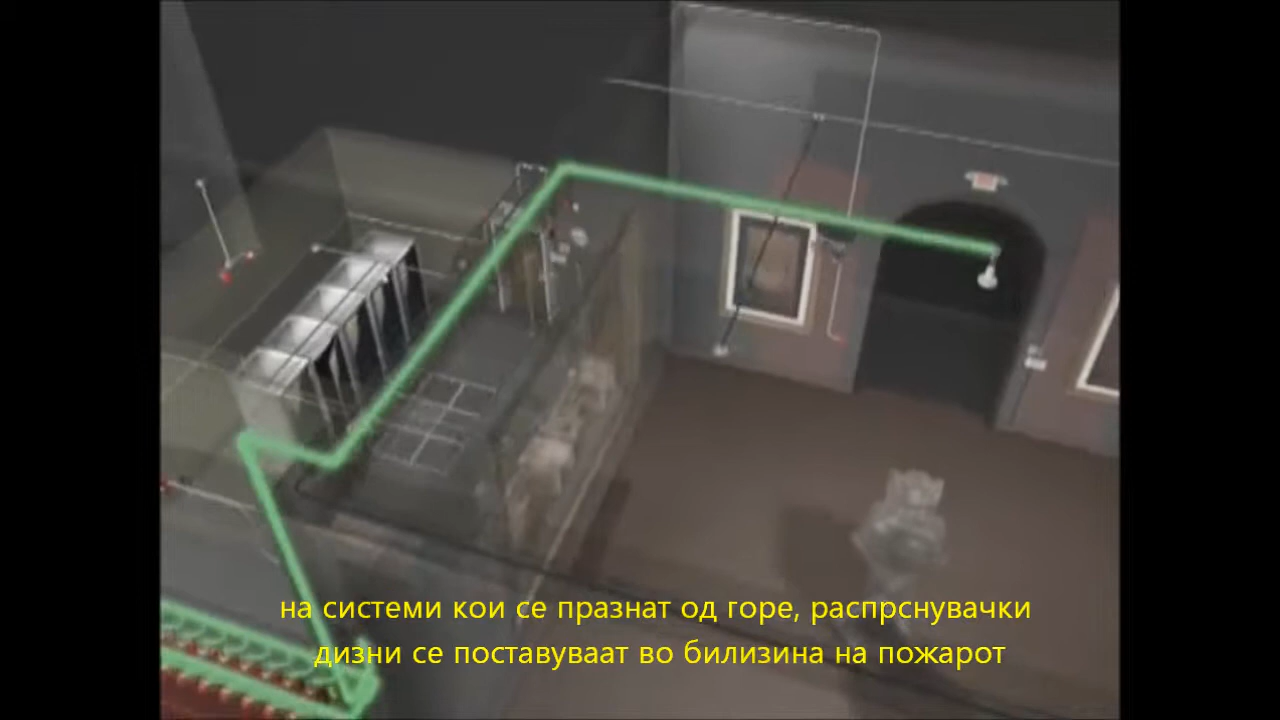 на системи кои се празнат од горе, распрснувачки
дизни се поставуваат во билизина на пожарот